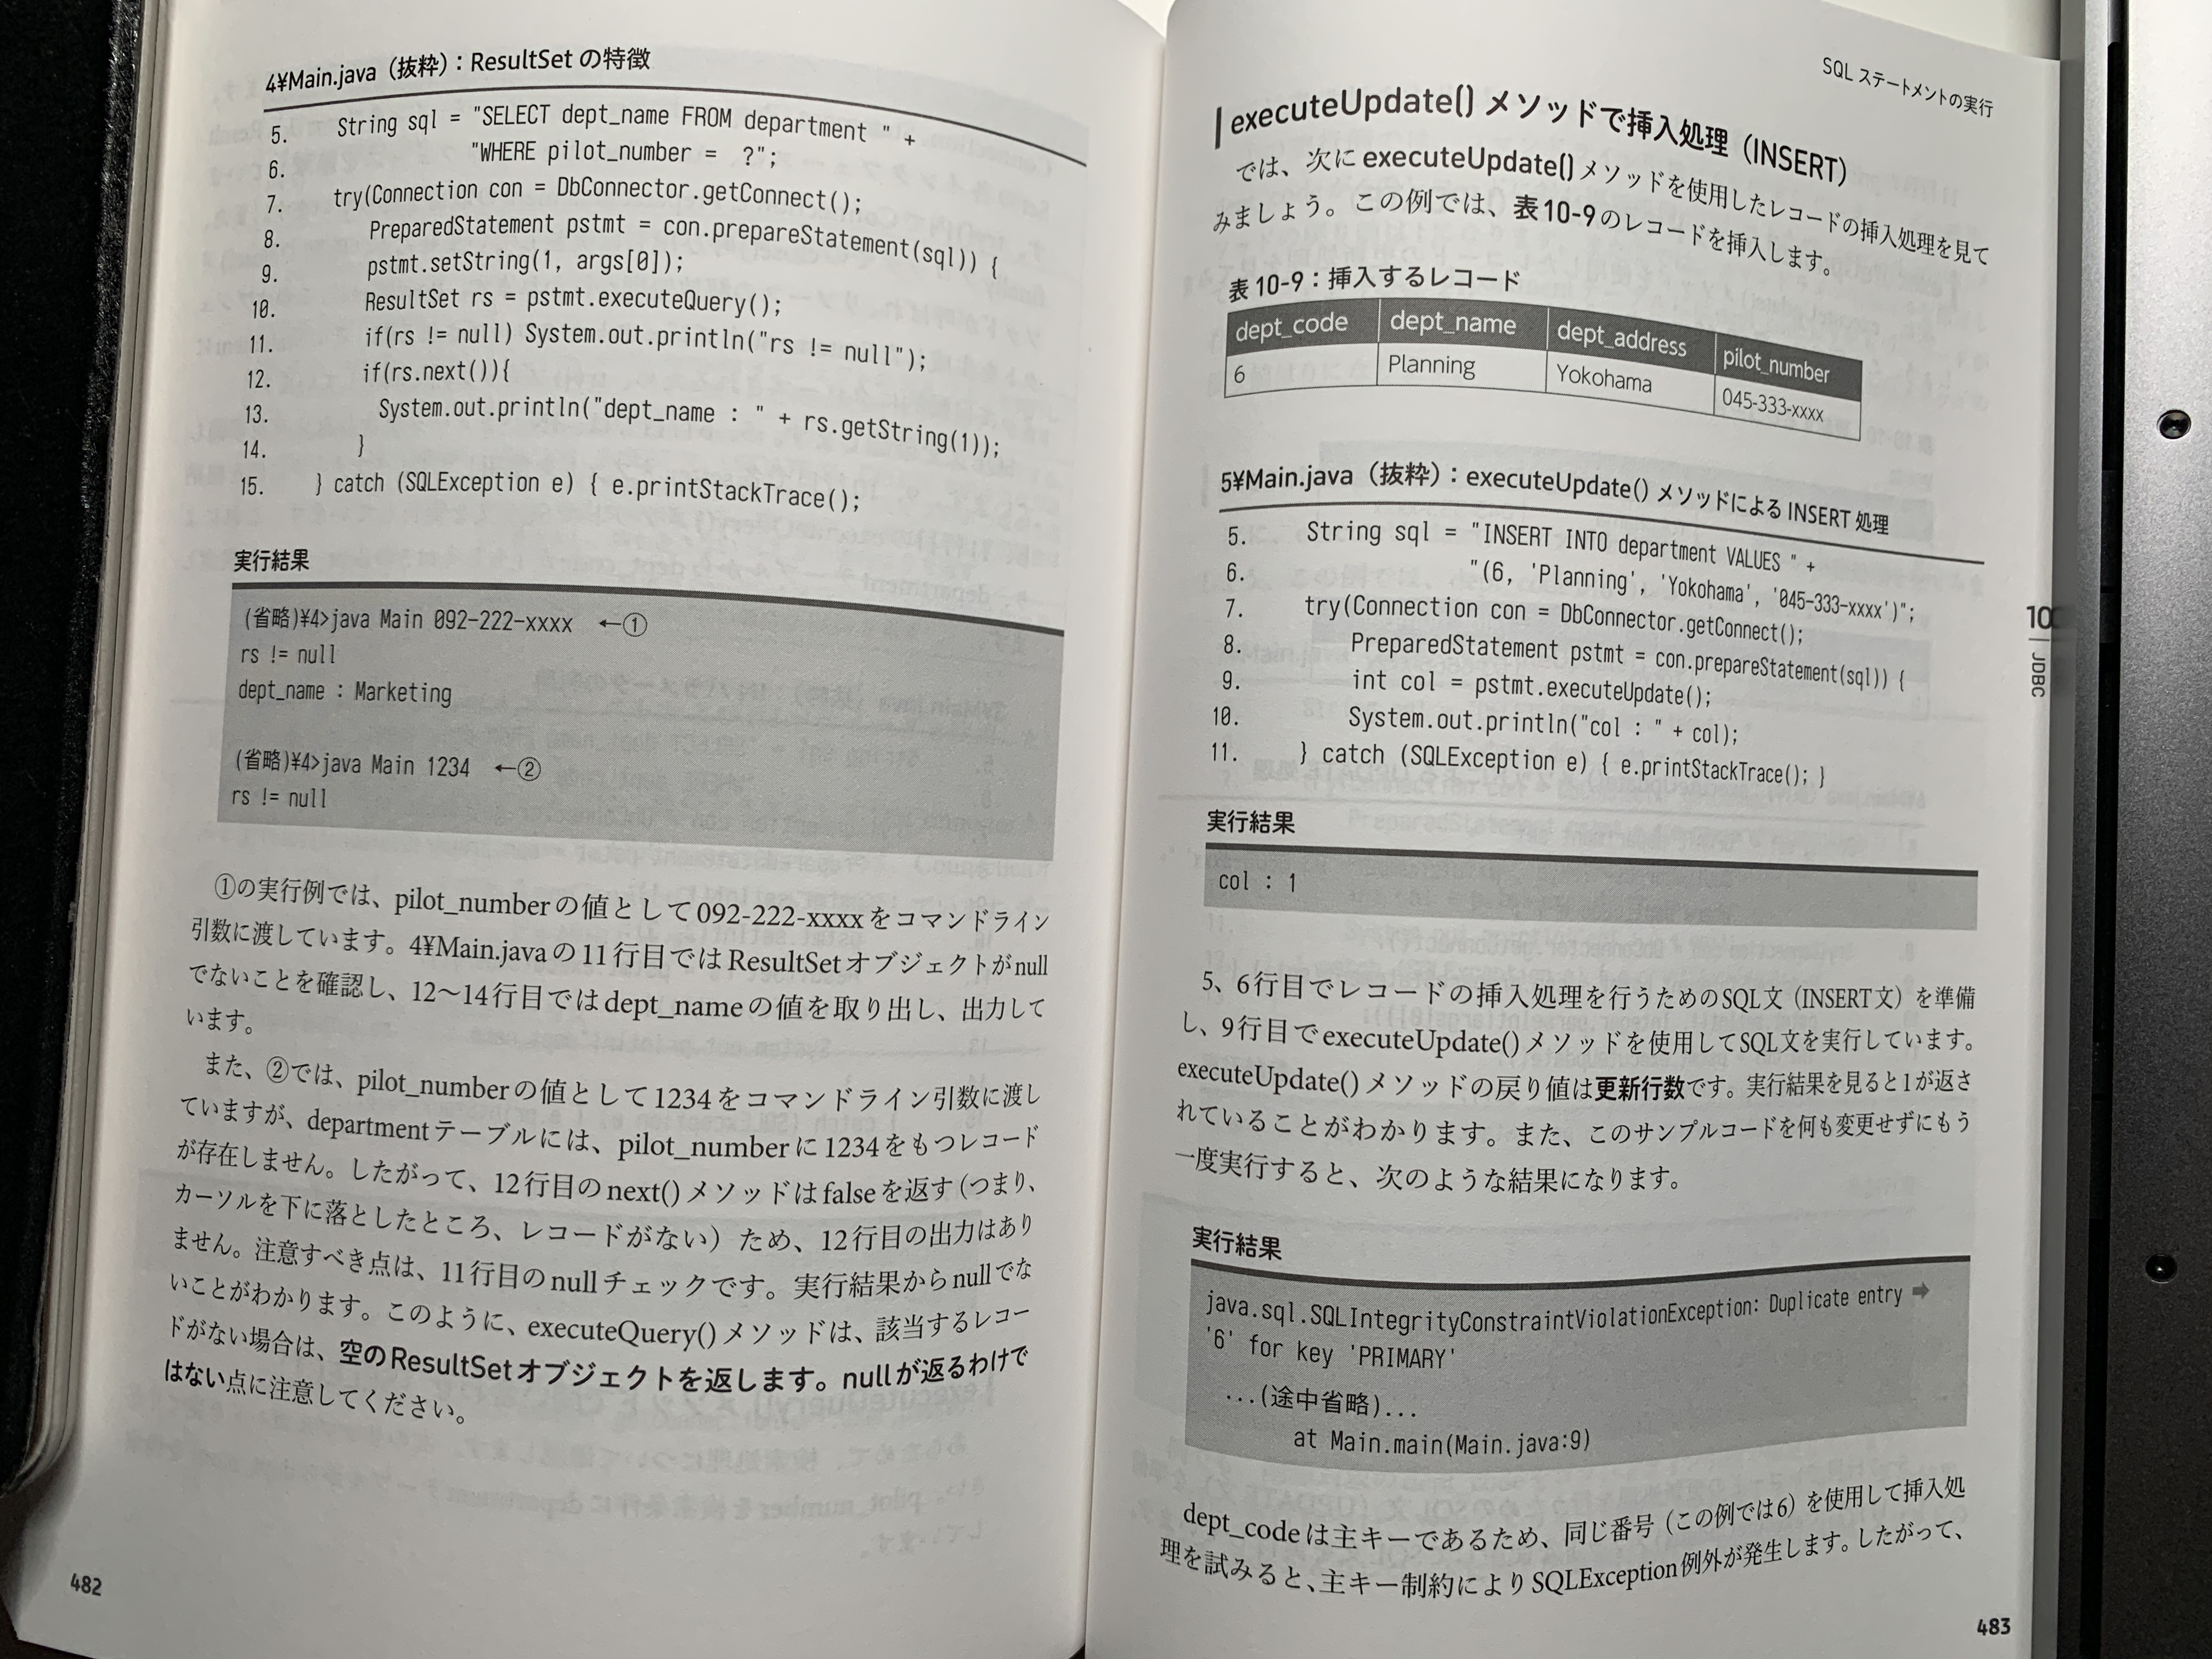 4¥Main.java（抜粋）：ResultSet の特徴
5. String sql = "SELECT dept_name FROM department " +
6. "WHERE pilot_number = ?";
7. try(Connection con = DbConnector.getConnect();
8. PreparedStatement pstmt = con.prepareStatement(sql)) {
9. pstmt.setString(1, args[0]);
10. ResultSet rs = pstmt.executeQuery();
11. if(rs != null) System.out.println("rs != null");
12. if(rs.next()){
13. System.out.println("dept_name : " + rs.getString(1));
14. }
15. } catch (SQLException e) { e.printStackTrace();
実行結果
(省略)¥4>java Main 092-222-xxxx ←①
rs != null
dept_name : Marketing
(省略)¥4>java Main 1234 ←②
rs != null
①の実行例では、pilot_numberの値として092-222-xxxxをコマンドライン
引数に渡しています。4¥Main.javaの11行目ではResultSetオブジェクトがnull
でないことを確認し、12〜14行目ではdept_nameの値を取り出し、出力して
います。
また、②では、pilot_numberの値として1234をコマンドライン引数に渡し
ていますが、departmentテーブルには、pilot_numberに1234をもつレコード
が存在しません。したがって、12行目のnext()メソッドはfalseを返す（つまり、
カーソルを下に落としたところ、レコードがない）ため、12行目の出力はあり
ません。注意すべき点は、11行目のnullチェックです。実行結果からnullでな
いことがわかります。このように、executeQuery()メソッドは、該当するレコー
ドがない場合は、空のResultSetオブジェクトを返します。nullが返るわけで
はない点に注意してください。
482
SQL ステートメントの実行
executeUpdate() メソッドで挿入処理（INSERT）
では、次に executeUpdate() メソッドを使用したレコードの挿入処理を見て
みましょう。この例では、表10-9のレコードを挿入します。
表 10-9：挿入するレコード
dept_code dept_name dept_address pilot_number
6 Planning Yokohama 045-333-xxxx
5¥Main.java（抜粋）：executeUpdate() メソッドによる INSERT 処理
5. String sql = "INSERT INTO department VALUES " +
6. "(6, 'Planning', 'Yokohama', '045-333-xxxx')";
7. try(Connection con = DbConnector.getConnect();
8. PreparedStatement pstmt = con.prepareStatement(sql)) {
9. int col = pstmt.executeUpdate();
10. System.out.println("col : " + col);
11. } catch (SQLException e) { e.printStackTrace(); }
10 JDBC
実行結果
col : 1
5、6行目でレコードの挿入処理を行うためのSQL文（INSERT文）を準備
し、9行目でexecuteUpdate()メソッドを使用してSQL文を実行しています。
executeUpdate()メソッドの戻り値は更新行数です。実行結果を見ると1が返さ
れていることがわかります。また、このサンプルコードを何も変更せずにもう
一度実行すると、次のような結果になります。
実行結果
java.sql.SQLIntegrityConstraintViolationException: Duplicate entry ➡
'6' for key 'PRIMARY'
...(途中省略)...
at Main.main(Main.java:9)
dept_codeは主キーであるため、同じ番号（この例では6）を使用して挿入処
理を試みると、主キー制約によりSQLException例外が発生します。したがって、
483